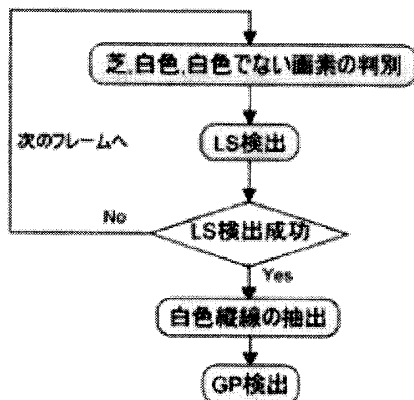 芝,白色,白色でない画素の判別
LS検出
次のフレームへ
No
LS検出成功
Yes
白色縦線の抽出
GP検出